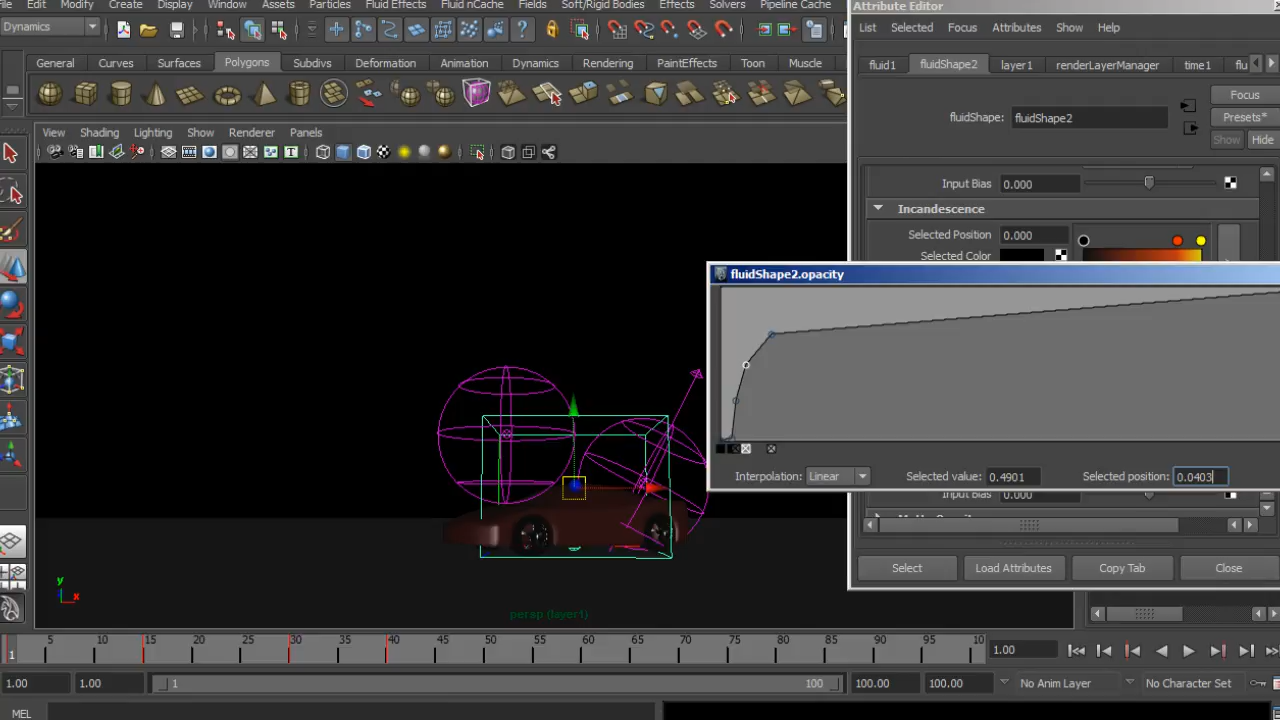 Edit Modify Create Display Window Assets Particles Fluid Effects Fluid nCache Fields Soft/Rigid Bodies Effects Solvers Pipeline Cache
Attribute Editor
Dynamics
List Selected Focus Attributes Show Help
General Curves Surfaces Polygons Subdivs Deformation Animation Dynamics Rendering PaintEffects Toon Muscle
fluid1 fluidShape2 layer1 renderLayerManager time1 flu
Focus
fluidShape: fluidShape2
Presets*
Show Hide
View Shading Lighting Show Renderer Panels
Input Bias 0.000
Incandescence
Selected Position 0.000
Selected Color
fluidShape2.opacity
Interpolation: Linear Selected value: 0.4901 Selected position: 0.0403
Input Bias 0.000
Select Load Attributes Copy Tab Close
y
x
persp (layer1)
5 15 20 25 30 35 40 45 50 55 60 65 70 75 80 85 90 95 10
1 1.00
1.00 1.00 1 100 100.00 100.00 No Anim Layer No Character Set
MEL